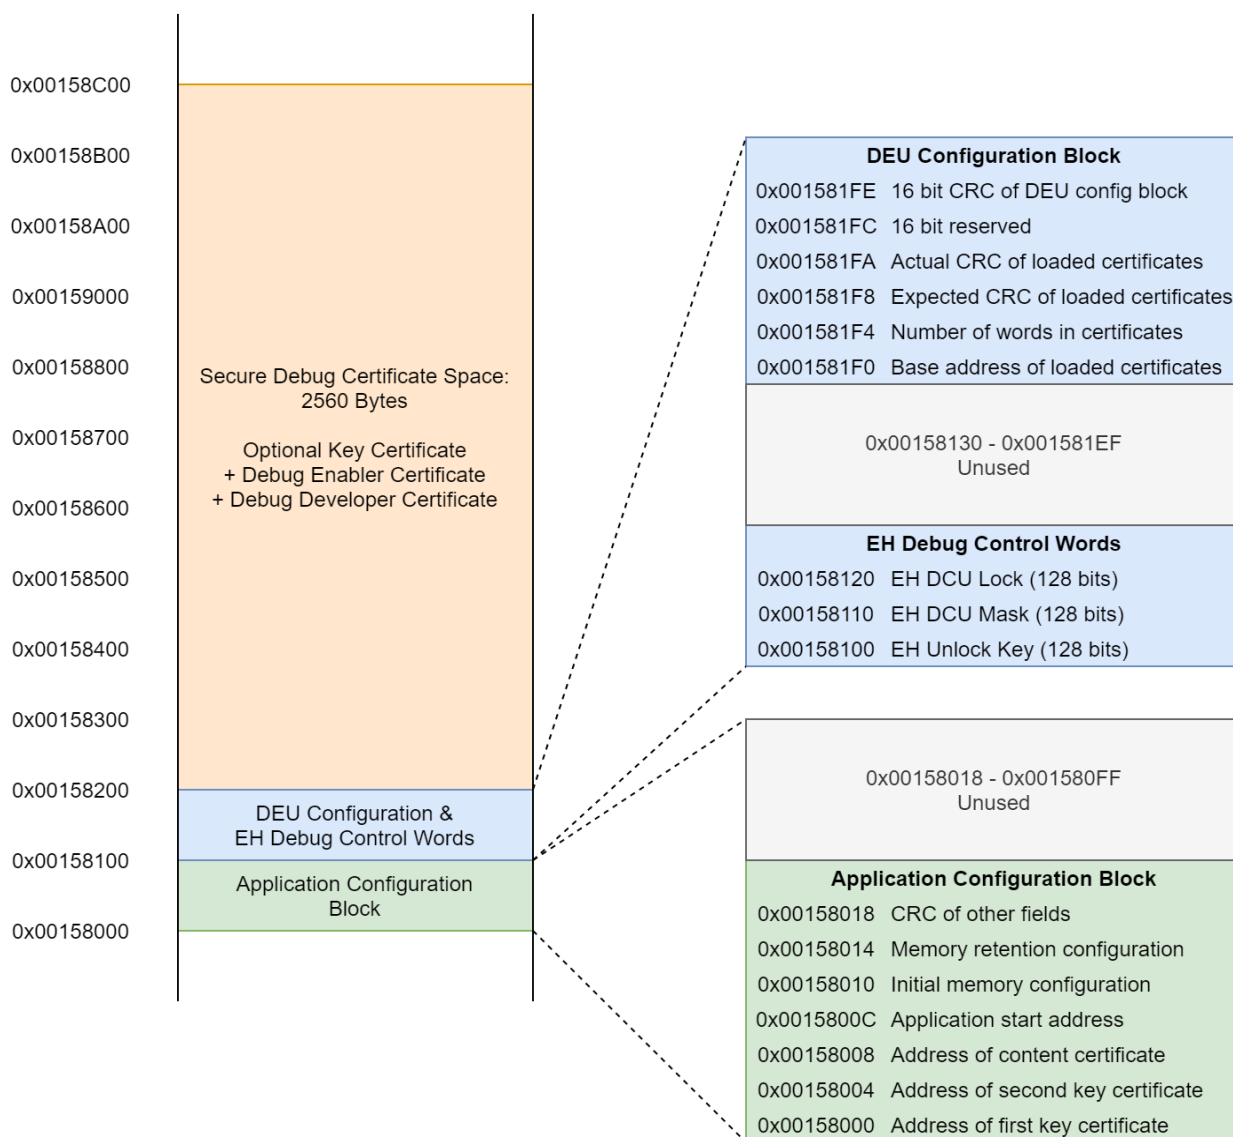 0x00158C00
0x00158B00
0x00158A00
0x00159000
0x00158800
0x00158700
0x00158600
0x00158500
0x00158400
0x00158300
0x00158200
0x00158100
0x00158000
Secure Debug Certificate Space:
2560 Bytes
Optional Key Certificate
+ Debug Enabler Certificate
+ Debug Developer Certificate
DEU Configuration &
EH Debug Control Words
Application Configuration
Block
DEU Configuration Block
0x001581FE 16 bit CRC of DEU config block
0x001581FC 16 bit reserved
0x001581FA Actual CRC of loaded certificates
0x001581F8 Expected CRC of loaded certificates
0x001581F4 Number of words in certificates
0x001581F0 Base address of loaded certificates
0x00158130 - 0x001581EF
Unused
EH Debug Control Words
0x00158120 EH DCU Lock (128 bits)
0x00158110 EH DCU Mask (128 bits)
0x00158100 EH Unlock Key (128 bits)
0x00158018 - 0x001580FF
Unused
Application Configuration Block
0x00158018 CRC of other fields
0x00158014 Memory retention configuration
0x00158010 Initial memory configuration
0x0015800C Application start address
0x00158008 Address of content certificate
0x00158004 Address of second key certificate
0x00158000 Address of first key certificate